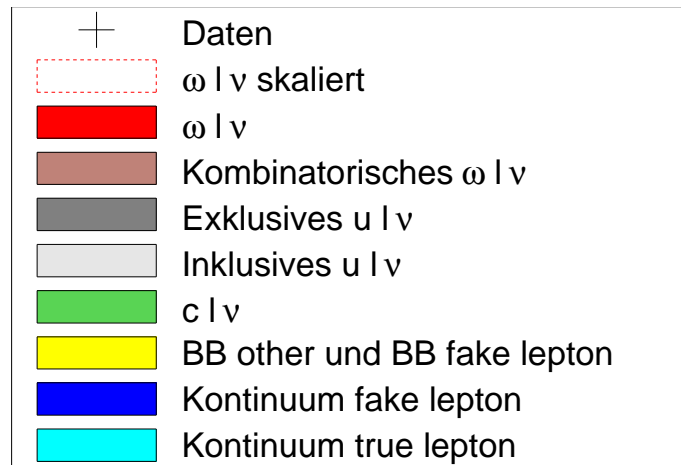 Daten
ω l ν skaliert
ω l ν
Kombinatorisches ω l ν
Exklusives u l ν
Inklusives u l ν
c l ν
BB other und BB fake lepton
Kontinuum fake lepton
Kontinuum true lepton